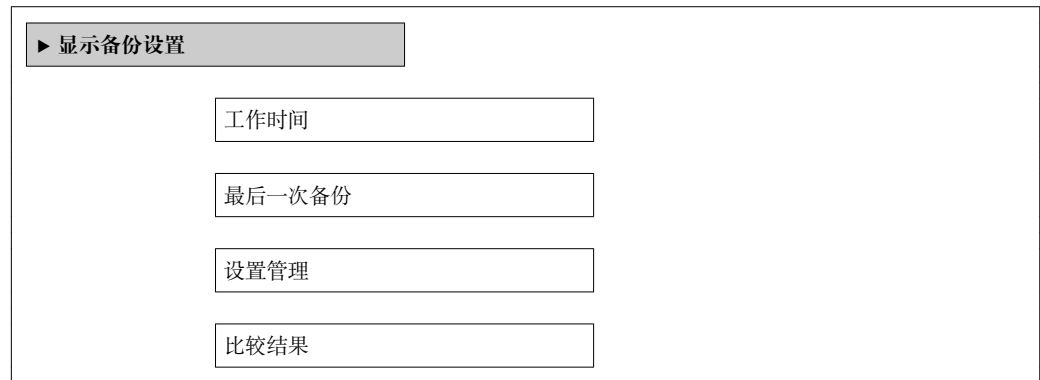 ▶ 显示备份设置
工作时间
最后一次备份
设置管理
比较结果